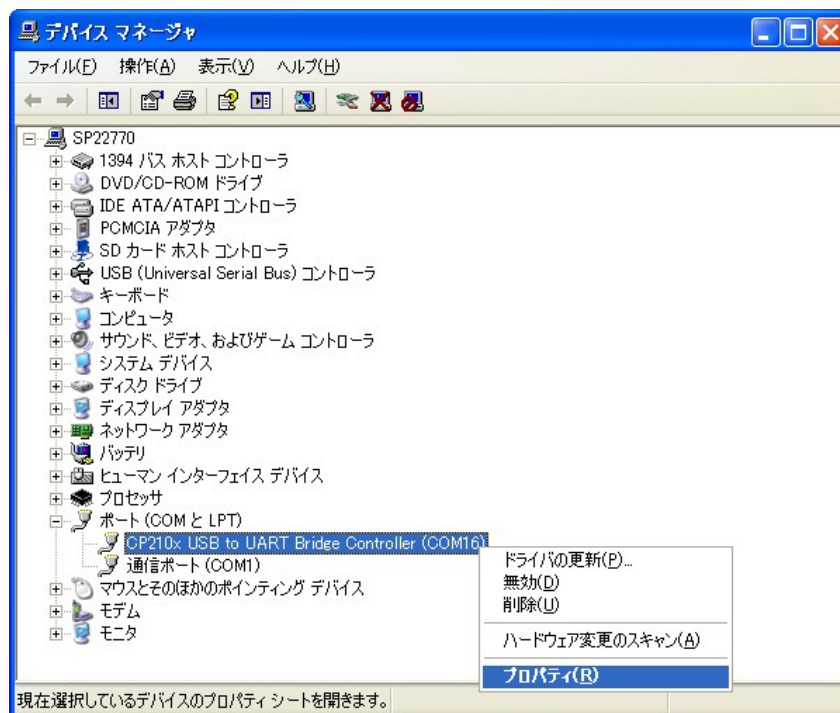 デバイス マネージャ
ファイル(F) 操作(A) 表示(V) ヘルプ(H)
SP22770
1394 バス ホスト コントローラ
DVD/CD-ROM ドライブ
IDE ATA/ATAPI コントローラ
PCMCIA アダプタ
SD カード ホスト コントローラ
USB (Universal Serial Bus) コントローラ
キーボード
コンピュータ
サウンド、ビデオ、およびゲーム コントローラ
システム デバイス
ディスク ドライブ
ディスプレイ アダプタ
ネットワーク アダプタ
バッテリ
ヒューマン インターフェイス デバイス
プロセッサ
ポート (COM と LPT)
CP210x USB to UART Bridge Controller (COM16)
通信ポート (COM1)
マウスとそのほかのポインティング デバイス
モデム
モニタ
ドライバの更新(P)...
無効(D)
削除(U)
ハードウェア変更のスキャン(A)
プロパティ(R)
現在選択しているデバイスのプロパティ シートを開きます。